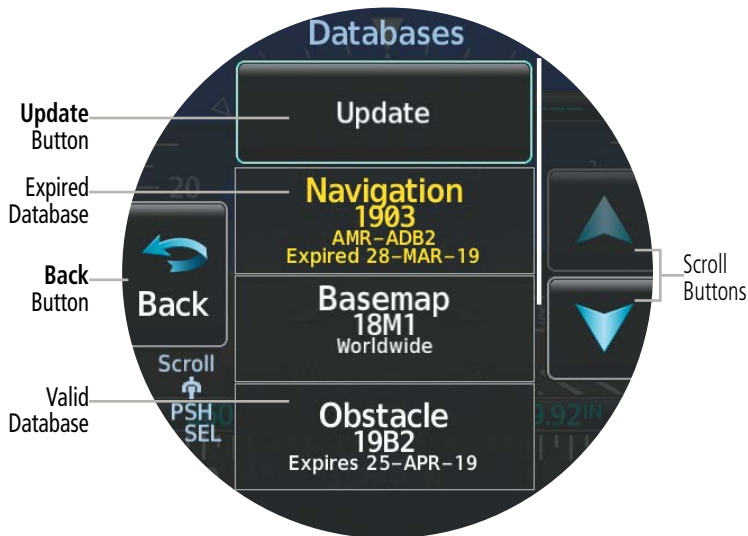 Databases
Update
Button
Update
Expired
Database
Navigation
1903
AMR-ADB2
Expired 28-MAR-19
20
Back
Button
Back
Scroll
Buttons
Basemap
18M1
Worldwide
Scroll
PSH
SEL
Valid
Database
Obstacle
19B2
Expires 25-APR-19
9.92IN